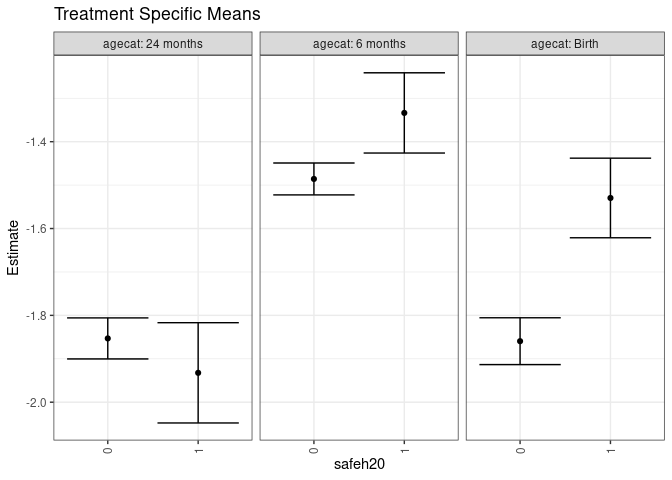 Treatment Specific Means
agecat: 24 months
agecat: 6 months
agecat: Birth
Estimate
-1.4
-1.6
-1.8
-2.0
0
1
0
1
0
1
safeh20